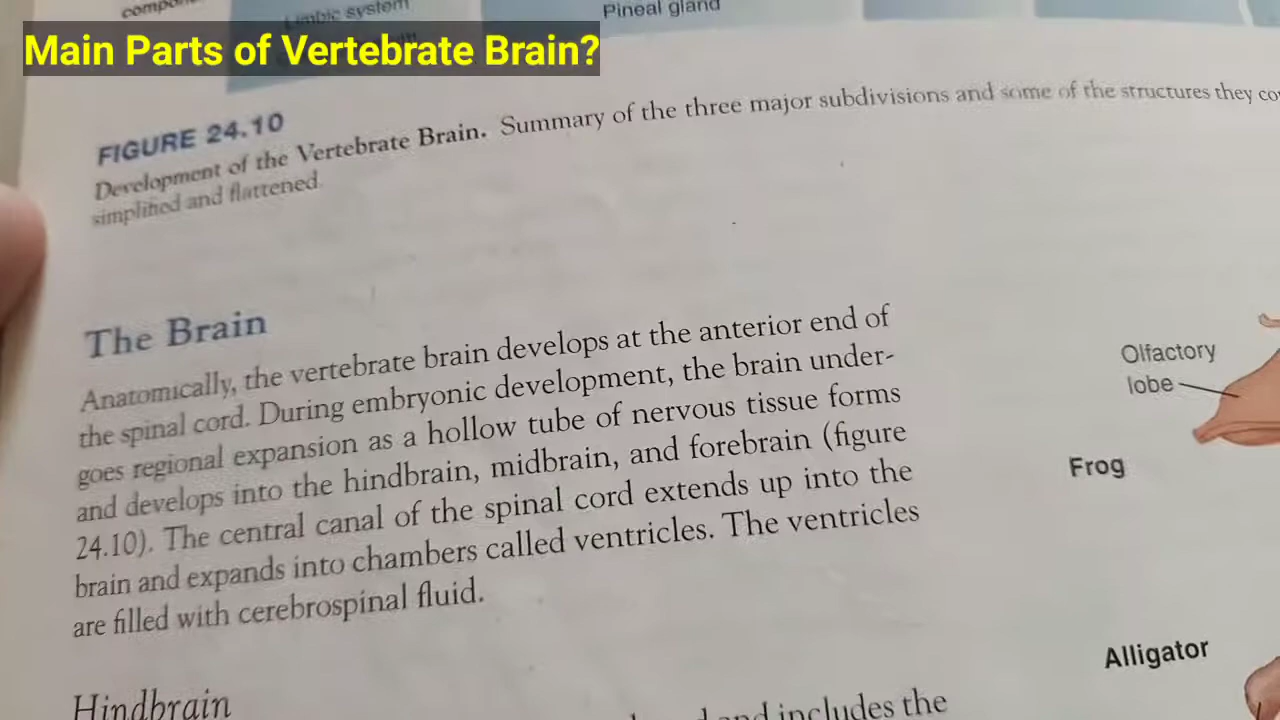 Limbic system
Pineal gland
Main Parts of Vertebrate Brain?
FIGURE 24.10
Development of the Vertebrate Brain. Summary of the three major subdivisions and some of the structures they
simplified and flattened.
The Brain
Anatomically, the vertebrate brain develops at the anterior end of
the spinal cord. During embryonic development, the brain under-
goes regional expansion as a hollow tube of nervous tissue forms
and develops into the hindbrain, midbrain, and forebrain (figure
24.10). The central canal of the spinal cord extends up into the
brain and expands into chambers called ventricles. The ventricles
are filled with cerebrospinal fluid.
Olfactory
lobe
Frog
Alligator
Hindbrain
and includes the